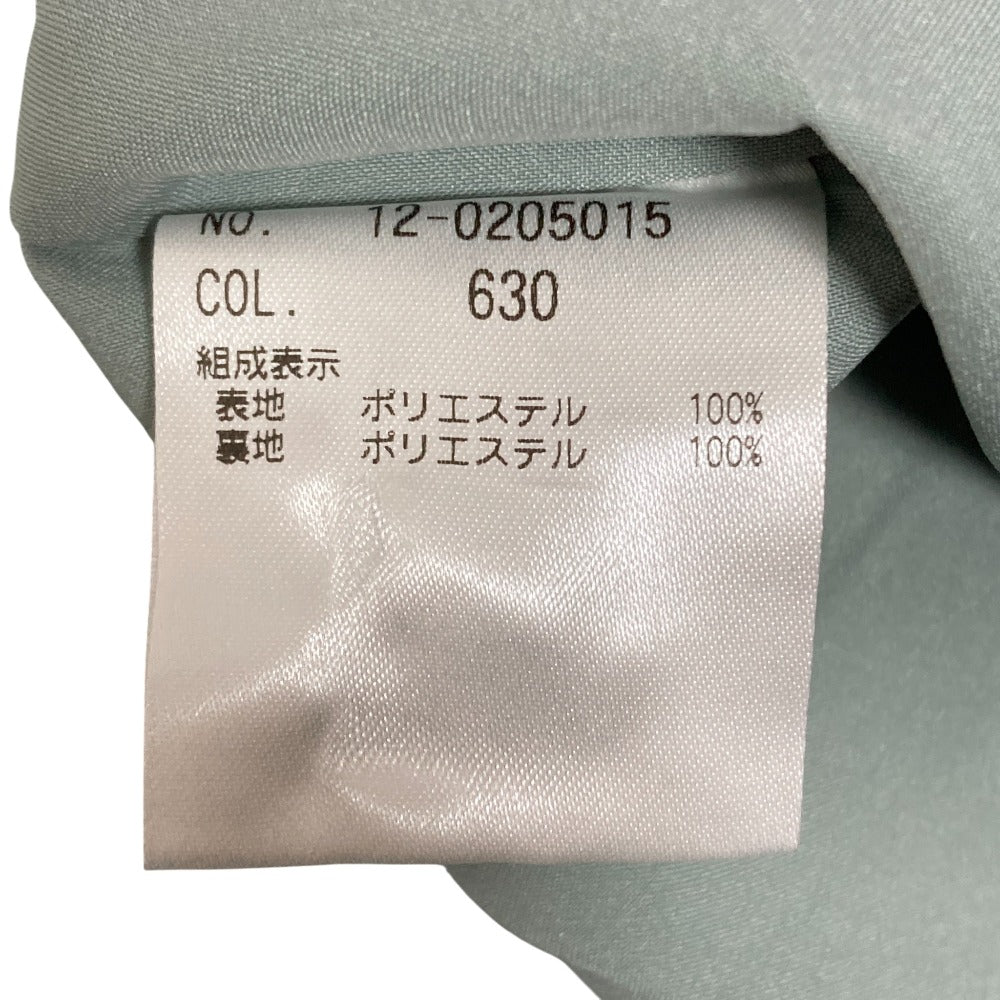 NO. 12-0205015
COL. 630
組成表示
表地 ポリエステル 100%
裏地 ポリエステル 100%